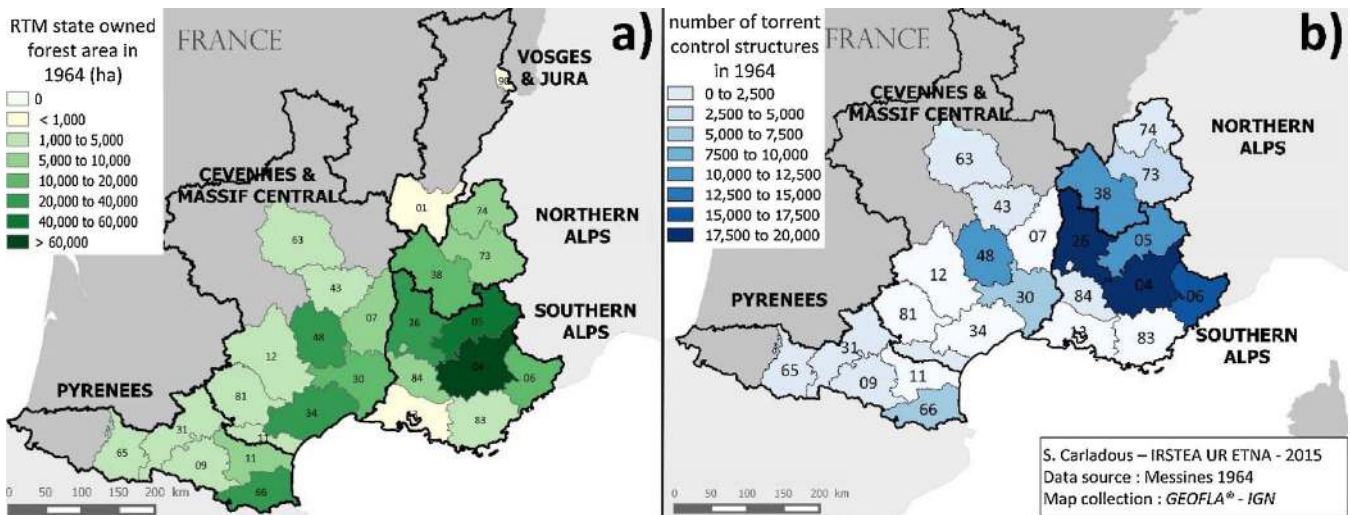 RTM state owned
forest area in
1964 (ha)
0
< 1,000
1,000 to 5,000
5,000 to 10,000
10,000 to 20,000
20,000 to 40,000
40,000 to 60,000
> 60,000
FRANCE
a)
VOSGES
& JURA
90
CEVENNES &
MASSIF CENTRAL
NORTHERN
ALPS
SOUTHERN
ALPS
PYRENEES
01
74
63
73
38
43
07
26
05
48
04
12
30
84
06
81
34
83
31
11
65
09
11
66
0 50 100 150 200 km
number of torrent
control structures
in 1964
0 to 2,500
2,500 to 5,000
5,000 to 7,500
7500 to 10,000
10,000 to 12,500
12,500 to 15,000
15,000 to 17,500
17,500 to 20,000
FRANCE
b)
CEVENNES &
MASSIF CENTRAL
NORTHERN
ALPS
PYRENEES
SOUTHERN
ALPS
74
63
73
38
43
07
26
05
48
12
04
06
30
84
81
34
13
83
31
65
09
11
66
0 50 100 150 200 km
S. Carladous – IRSTEA UR ETNA - 2015
Data source : Messines 1964
Map collection : GEOFLA® - IGN